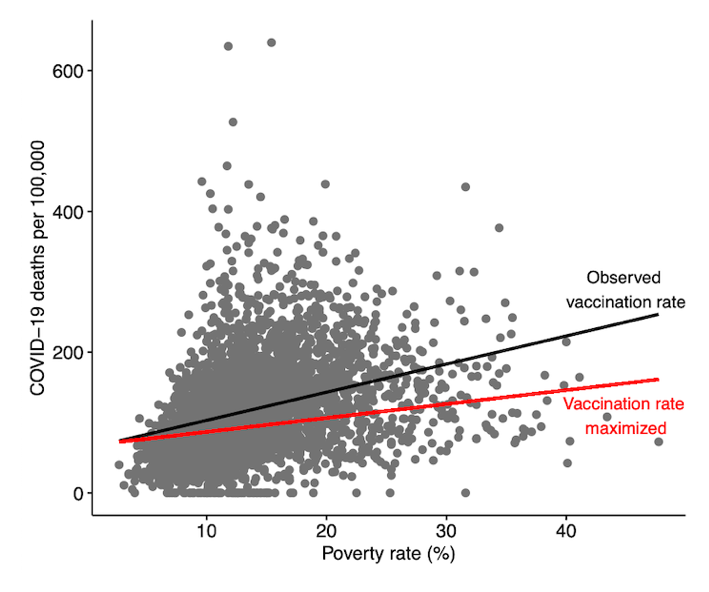 600
400
200
0
COVID−19 deaths per 100,000
Observed
vaccination rate
Vaccination rate
maximized
10 20 30 40
Poverty rate (%)